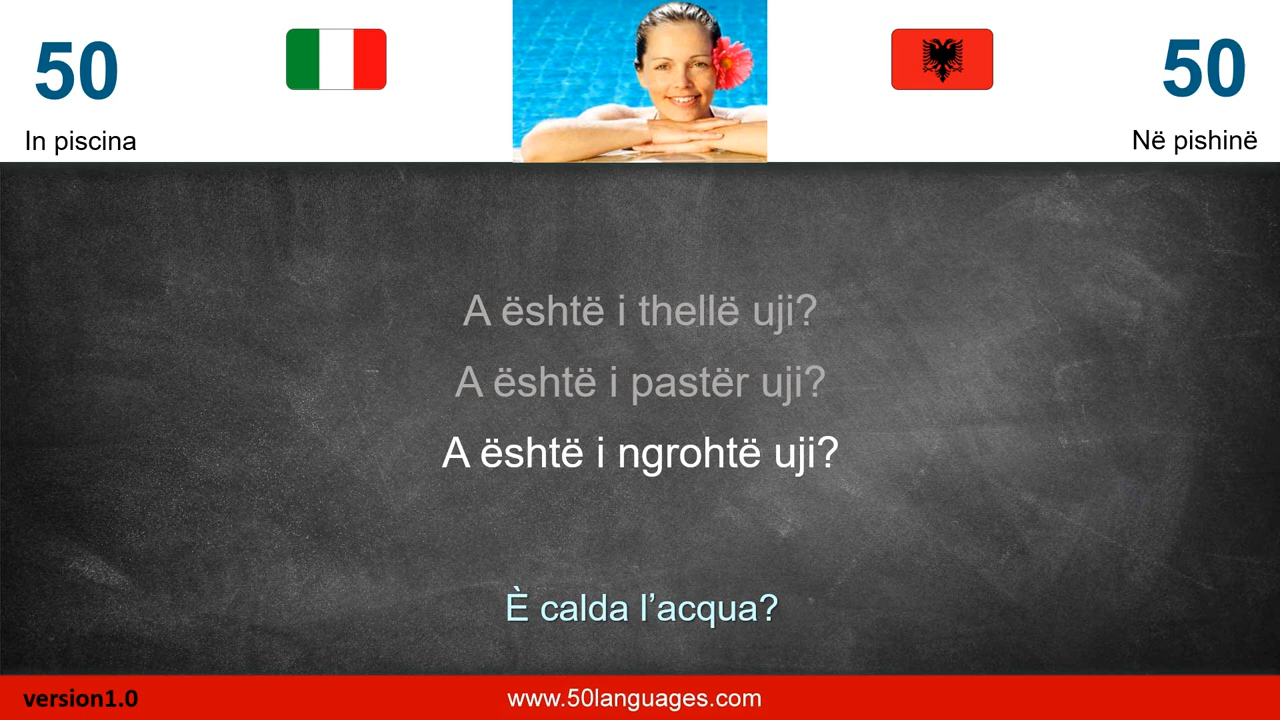 50
50
In piscina
Në pishinë
A është i thellë uji?
A është i pastër uji?
A është i ngrohtë uji?
È calda l’acqua?
version1.0
www.50languages.com